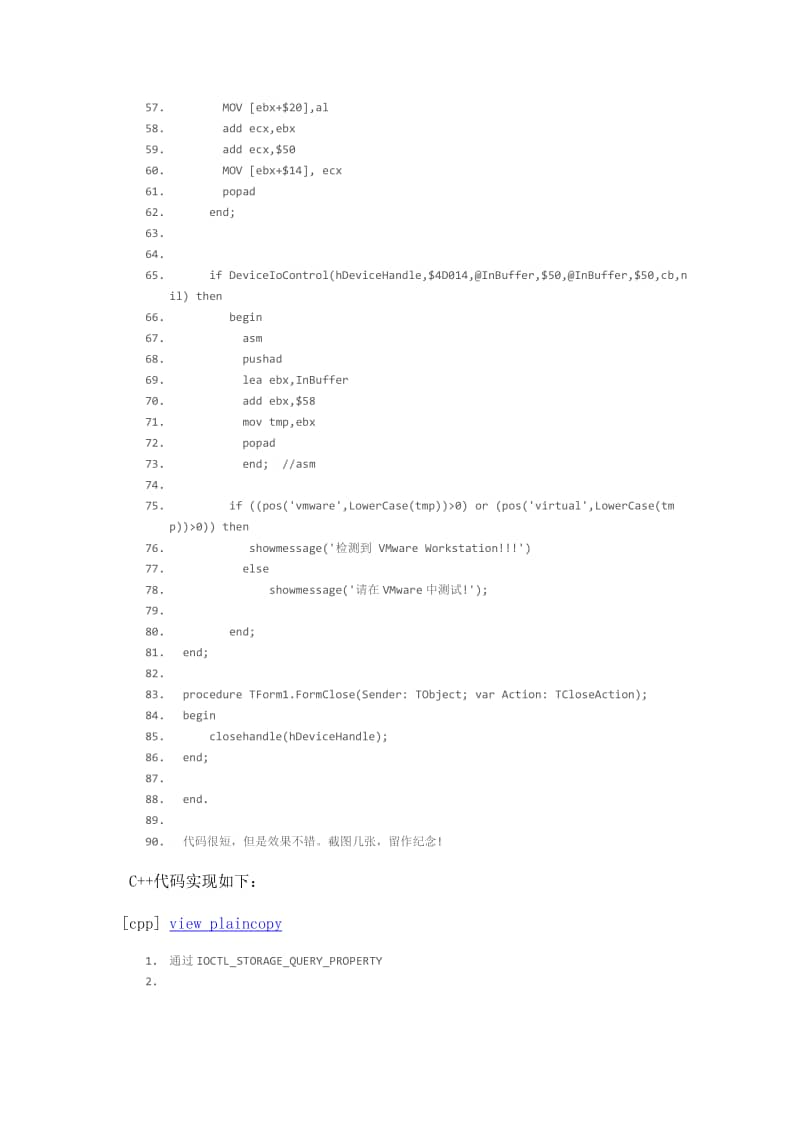 57. MOV [ebx+$20],al
58. add ecx,ebx
59. add ecx,$50
60. MOV [ebx+$14], ecx
61. popad
62. end;
63.
64.
65. if DeviceIoControl(hDeviceHandle,$4D014,@InBuffer,$50,@InBuffer,$50,cb,n
il) then
66. begin
67. asm
68. pushad
69. lea ebx,InBuffer
70. add ebx,$58
71. mov tmp,ebx
72. popad
73. end;  //asm
74.
75. if ((pos('vmware',LowerCase(tmp))>0) or (pos('virtual',LowerCase(tm
p))>0)) then
76. showmessage('检测到 VMware Workstation!!!')
77. else
78. showmessage('请在 VMware 中测试!');
79.
80. end;
81. end;
82.
83. procedure TForm1.FormClose(Sender: TObject; var Action: TCloseAction);
84. begin
85. closehandle(hDeviceHandle);
86. end;
87.
88. end.
89.
90. 代码很短，但是效果不错。截图几张，留作纪念!
C++代码实现如下：
[cpp] view plaincopy
1. 通过 IOCTL_STORAGE_QUERY_PROPERTY
2.